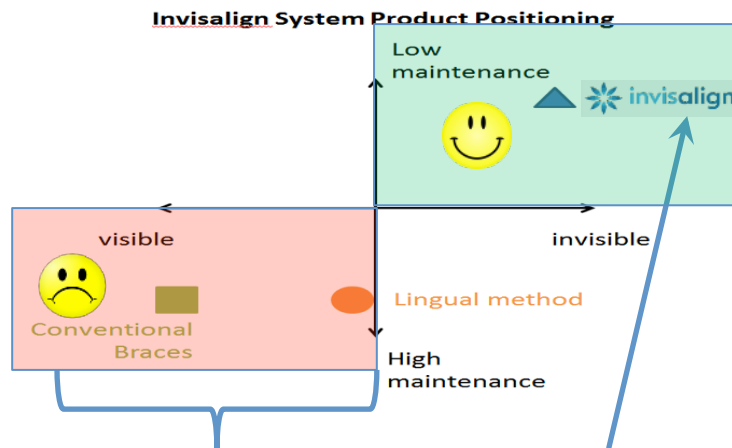 Invisalign System Product Positioning
Low
maintenance
invisalign
visible
invisible
Lingual method
Conventional
Braces
High
maintenance